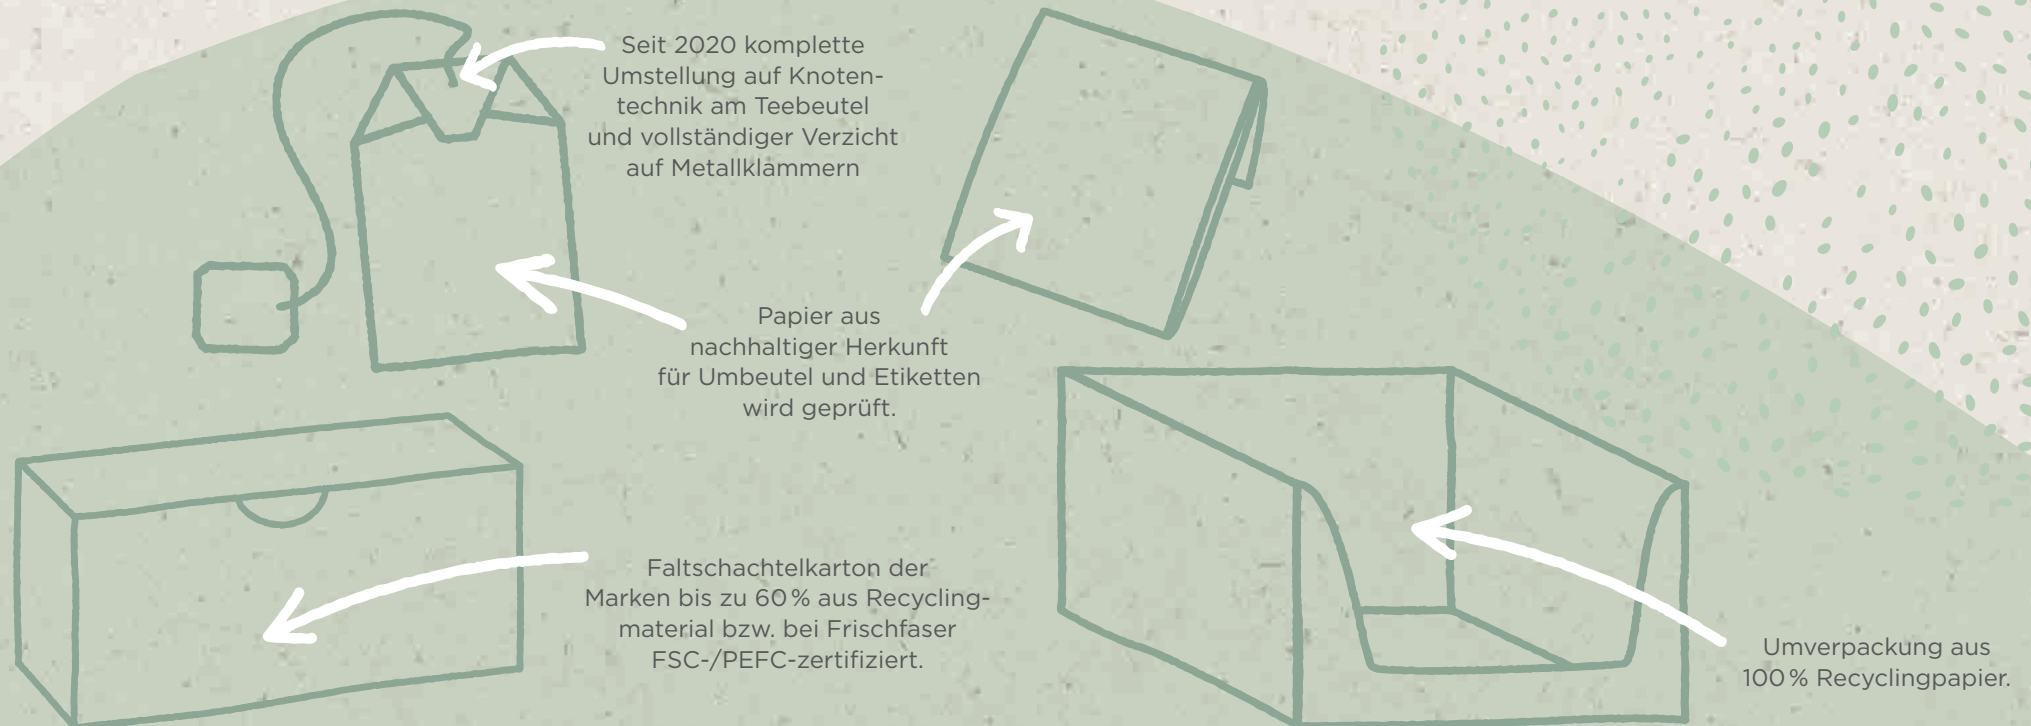 Seit 2020 komplette
Umstellung auf Knoten-
technik am Teebeutel
und vollständiger Verzicht
auf Metallklammern
Papier aus
nachhaltiger Herkunft
für Umbeutel und Etiketten
wird geprüft.
Faltschachtelkarton der
Marken bis zu 60 % aus Recycling-
material bzw. bei Frischfaser
FSC-/PEFC-zertifiziert.
Umverpackung aus
100 % Recyclingpapier.